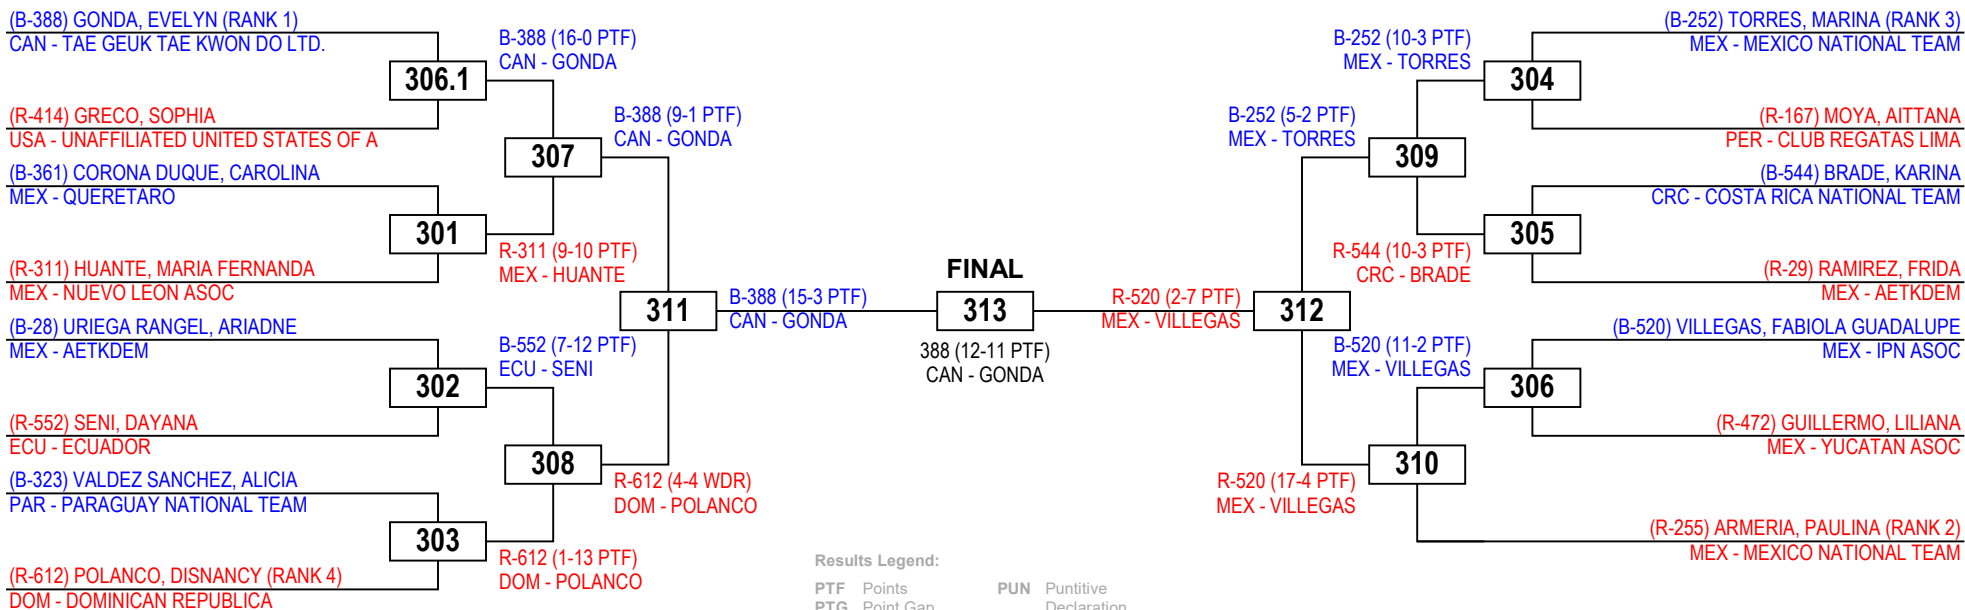 (B-388) GONDA, EVELYN (RANK 1)
CAN - TAE GEUK TAE KWON DO LTD.
(R-414) GRECO, SOPHIA
USA - UNAFFILIATED UNITED STATES OF A
(B-361) CORONA DUQUE, CAROLINA
MEX - QUERETARO
(R-311) HUANTE, MARIA FERNANDA
MEX - NUEVO LEON ASOC
(B-28) URIEGA RANGEL, ARIADNE
MEX - AETKDEM
(R-552) SENI, DAYANA
ECU - ECUADOR
(B-323) VALDEZ SANCHEZ, ALICIA
PAR - PARAGUAY NATIONAL TEAM
(R-612) POLANCO, DISNANCY (RANK 4)
DOM - DOMINICAN REPUBLICA
306.1
301
302
303
B-388 (16-0 PTF)
CAN - GONDA
R-311 (9-10 PTF)
MEX - HUANTE
B-552 (7-12 PTF)
ECU - SENI
R-612 (1-13 PTF)
DOM - POLANCO
307
308
B-388 (9-1 PTF)
CAN - GONDA
R-612 (4-4 WDR)
DOM - POLANCO
311
B-388 (15-3 PTF)
CAN - GONDA
FINAL
313
388 (12-11 PTF)
CAN - GONDA
R-520 (2-7 PTF)
MEX - VILLEGAS
312
B-252 (5-2 PTF)
MEX - TORRES
R-520 (17-4 PTF)
MEX - VILLEGAS
309
310
B-252 (10-3 PTF)
MEX - TORRES
R-544 (10-3 PTF)
CRC - BRADE
B-520 (11-2 PTF)
MEX - VILLEGAS
304
305
306
(B-252) TORRES, MARINA (RANK 3)
MEX - MEXICO NATIONAL TEAM
(R-167) MOYA, AITTANA
PER - CLUB REGATAS LIMA
(B-544) BRADE, KARINA
CRC - COSTA RICA NATIONAL TEAM
(R-29) RAMIREZ, FRIDA
MEX - AETKDEM
(B-520) VILLEGAS, FABIOLA GUADALUPE
MEX - IPN ASOC
(R-472) GUILLERMO, LILIANA
MEX - YUCATAN ASOC
(R-255) ARMERIA, PAULINA (RANK 2)
MEX - MEXICO NATIONAL TEAM
Results Legend:
PTF Points PUN Puntitive
PTG Point Gap Declaration